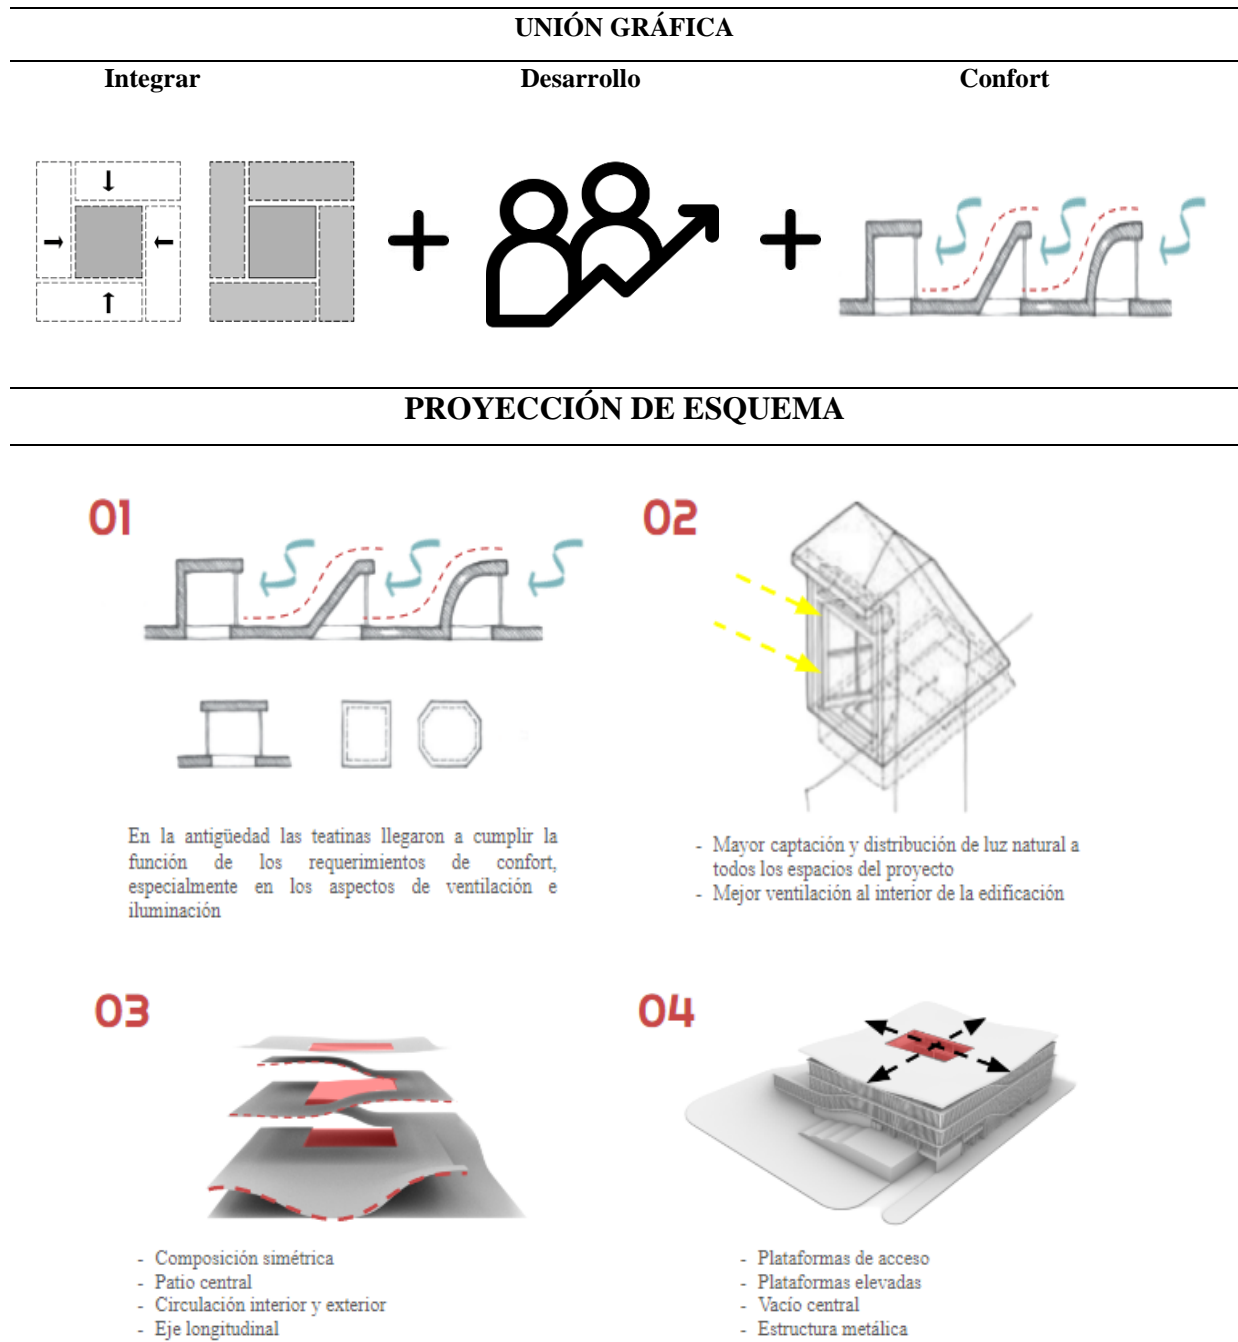 UNIÓN GRÁFICA
Integrar
Desarrollo
Confort
PROYECCIÓN DE ESQUEMA
01
02
En la antigüedad las teatinas llegaron a cumplir la
función de los requerimientos de confort,
especialmente en los aspectos de ventilación e
iluminación
- Mayor captación y distribución de luz natural a
todos los espacios del proyecto
- Mejor ventilación al interior de la edificación
03
04
- Composición simétrica
- Patio central
- Circulación interior y exterior
- Eje longitudinal
- Plataformas de acceso
- Plataformas elevadas
- Vacío central
- Estructura metálica